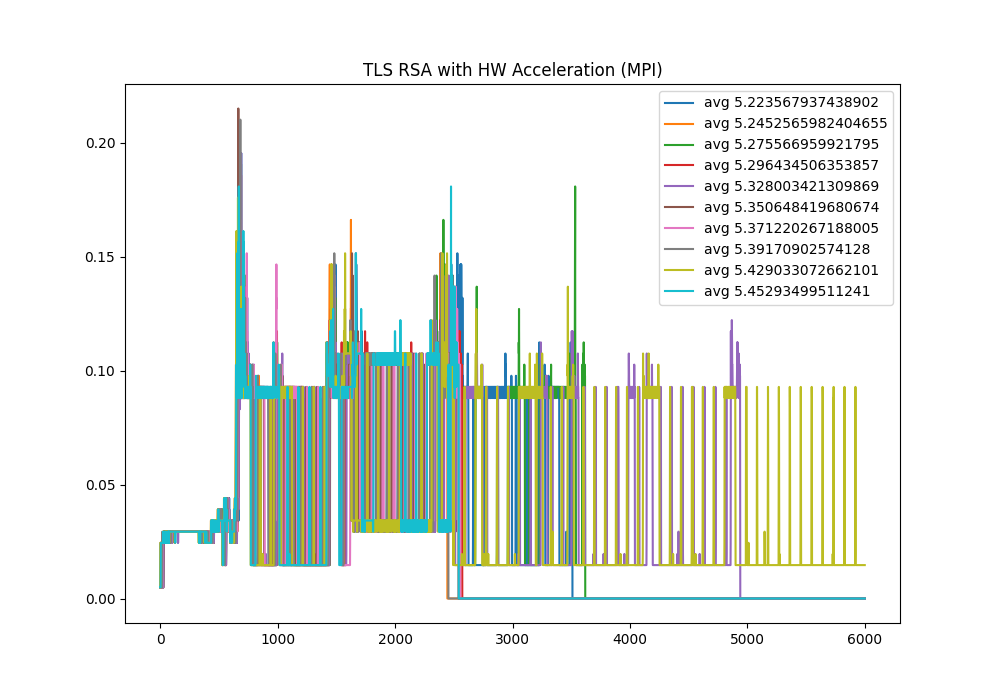 TLS RSA with HW Acceleration (MPI)
avg 5.223567937438902
avg 5.2452565982404655
avg 5.275566959921795
avg 5.296434506353857
avg 5.328003421309869
avg 5.350648419680674
avg 5.371220267188005
avg 5.39170902574128
avg 5.429033072662101
avg 5.45293499511241
0.20
0.15
0.10
0.05
0.00
0 1000 2000 3000 4000 5000 6000